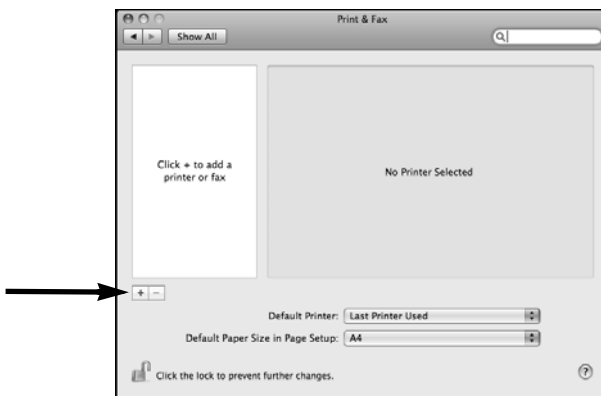 Print & Fax
Show All
Click + to add a
printer or fax
No Printer Selected
+ −
Default Printer: Last Printer Used
Default Paper Size in Page Setup: A4
Click the lock to prevent further changes.
?